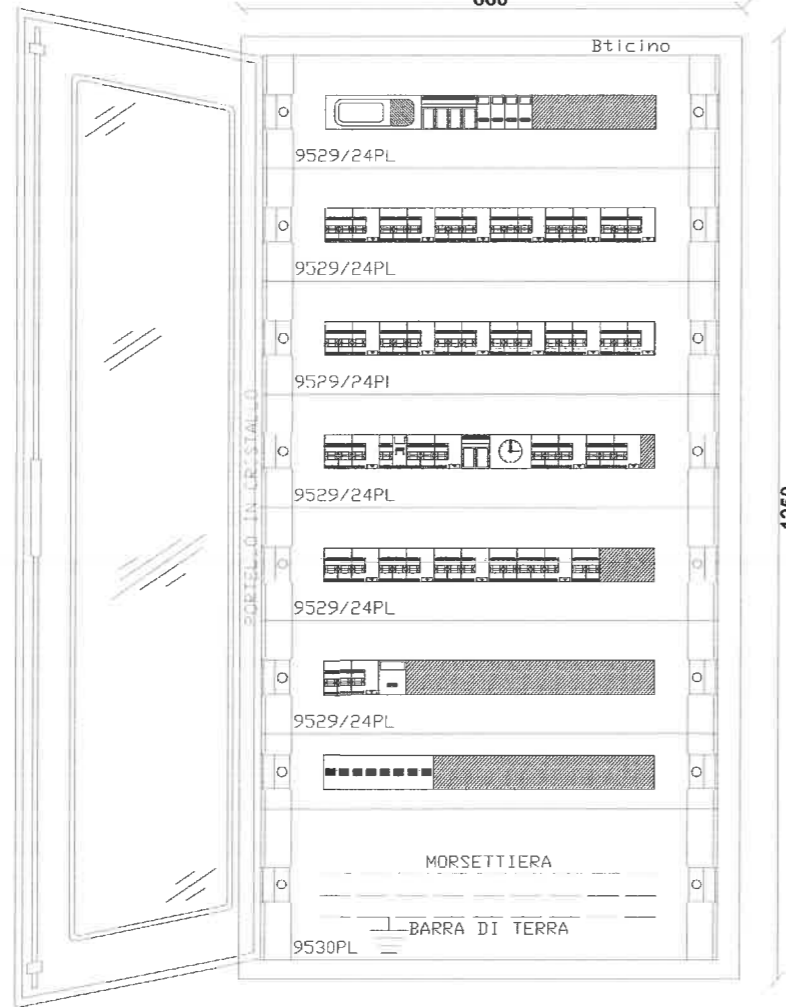 Bticino
9529/24PL
9529/24PL
9529/24PI
9529/24PL
9529/24PL
9529/24PL
PORTELLO IN CRISTALLO
MORSETTIERA
BARRA DI TERRA
9530PL